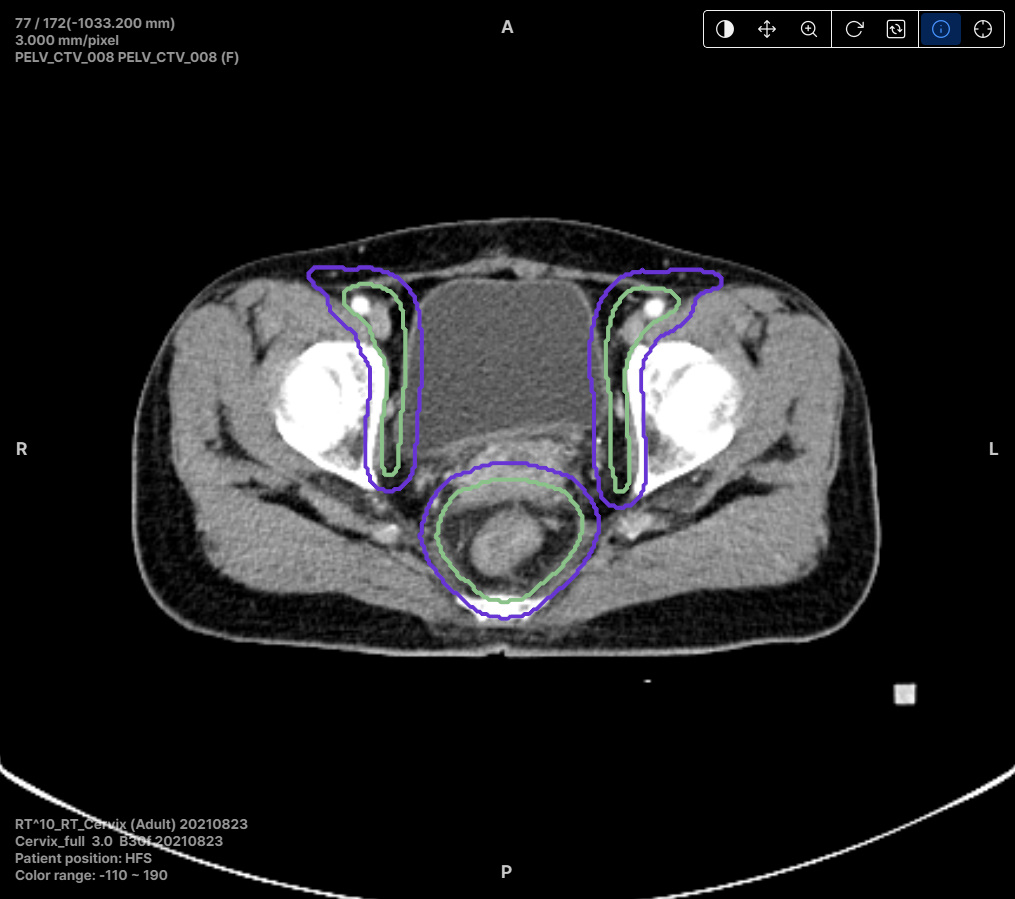 77 / 172(-1033.200 mm)
3.000 mm/pixel
PELV_CTV_008 PELV_CTV_008 (F)
A
R
L
RT^10_RT_Cervix (Adult) 20210823
Cervix_full 3.0 B30f 20210823
Patient position: HFS
Color range: -110 ~ 190
P